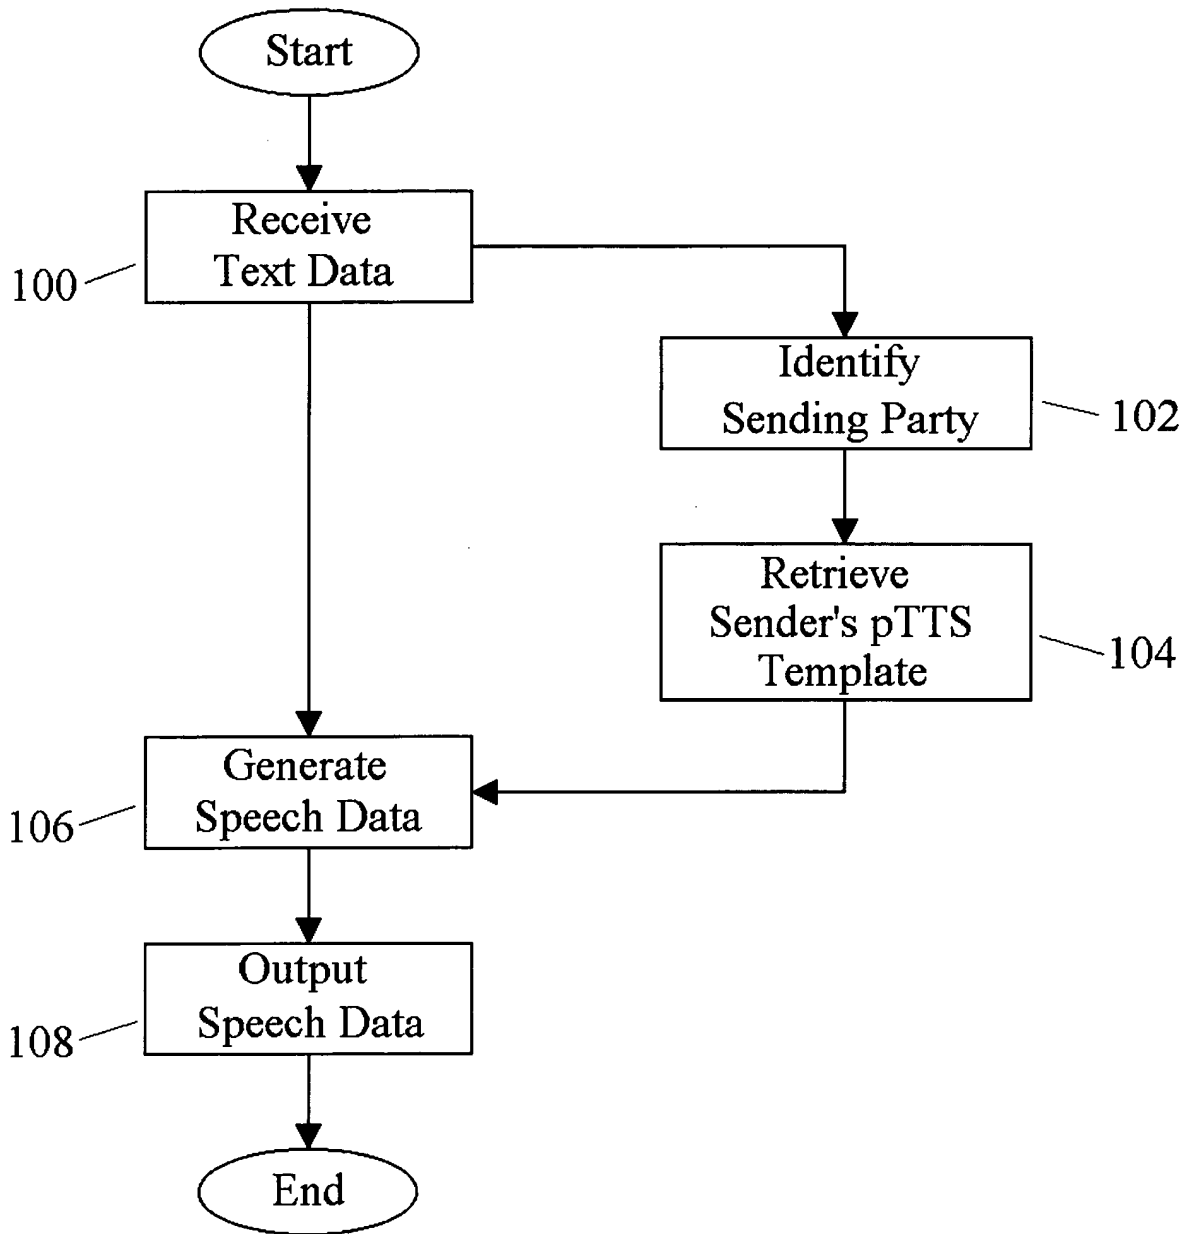 Start
Receive
Text Data
100
Identify
Sending Party
102
Retrieve
Sender's pTTS
Template
104
Generate
Speech Data
106
Output
Speech Data
108
End